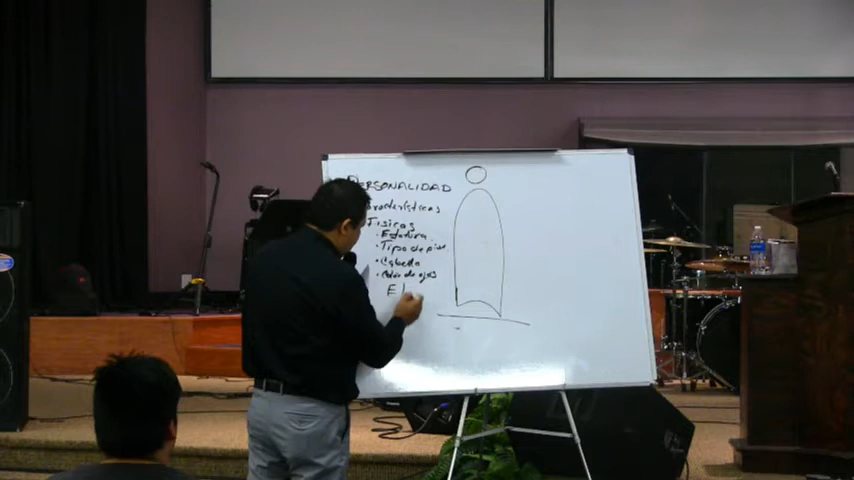 PERSONALIDAD
Características
Físicas
• Estatura
• Tipo de piel
• Cabello
• Color de ojos
El